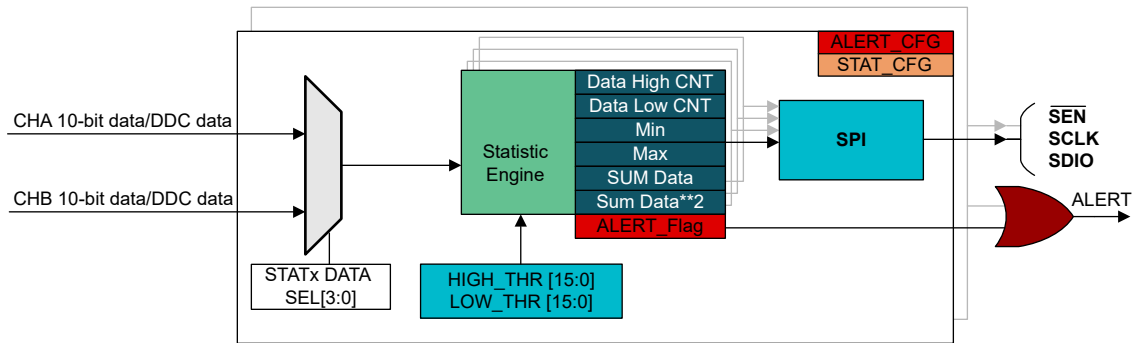 ALERT_CFG
STAT_CFG
CHA 10-bit data/DDC data
CHB 10-bit data/DDC data
STATx DATA
SEL[3:0]
Statistic
Engine
Data High CNT
Data Low CNT
Min
Max
SUM Data
Sum Data**2
ALERT_Flag
HIGH_THR [15:0]
LOW_THR [15:0]
SPI
SEN
SCLK
SDIO
ALERT